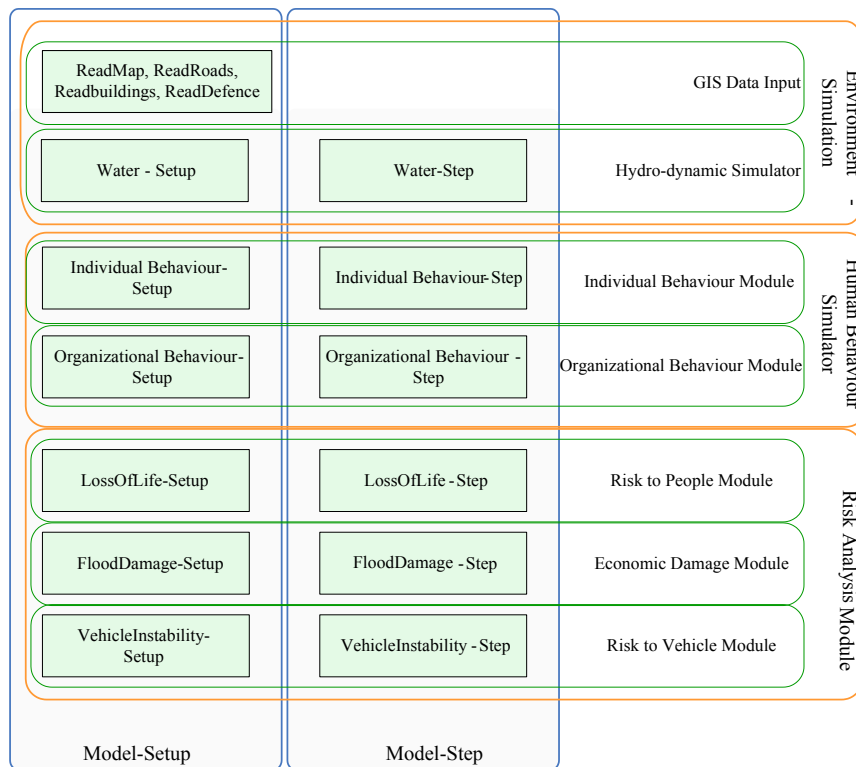 ReadMap, ReadRoads,
Readbuildings, ReadDefence
GIS Data Input
Water - Setup
Water-Step
Hydro-dynamic Simulator
Environment -
Simulation
Individual Behaviour-
Setup
Individual Behaviour-Step
Individual Behaviour Module
Organizational Behaviour-
Setup
Organizational Behaviour -
Step
Organizational Behaviour Module
Human Behaviour
Simulator
LossOfLife-Setup
LossOfLife - Step
Risk to People Module
FloodDamage-Setup
FloodDamage - Step
Economic Damage Module
VehicleInstability-
Setup
VehicleInstability - Step
Risk to Vehicle Module
Risk Analysis Module
Model-Setup
Model-Step